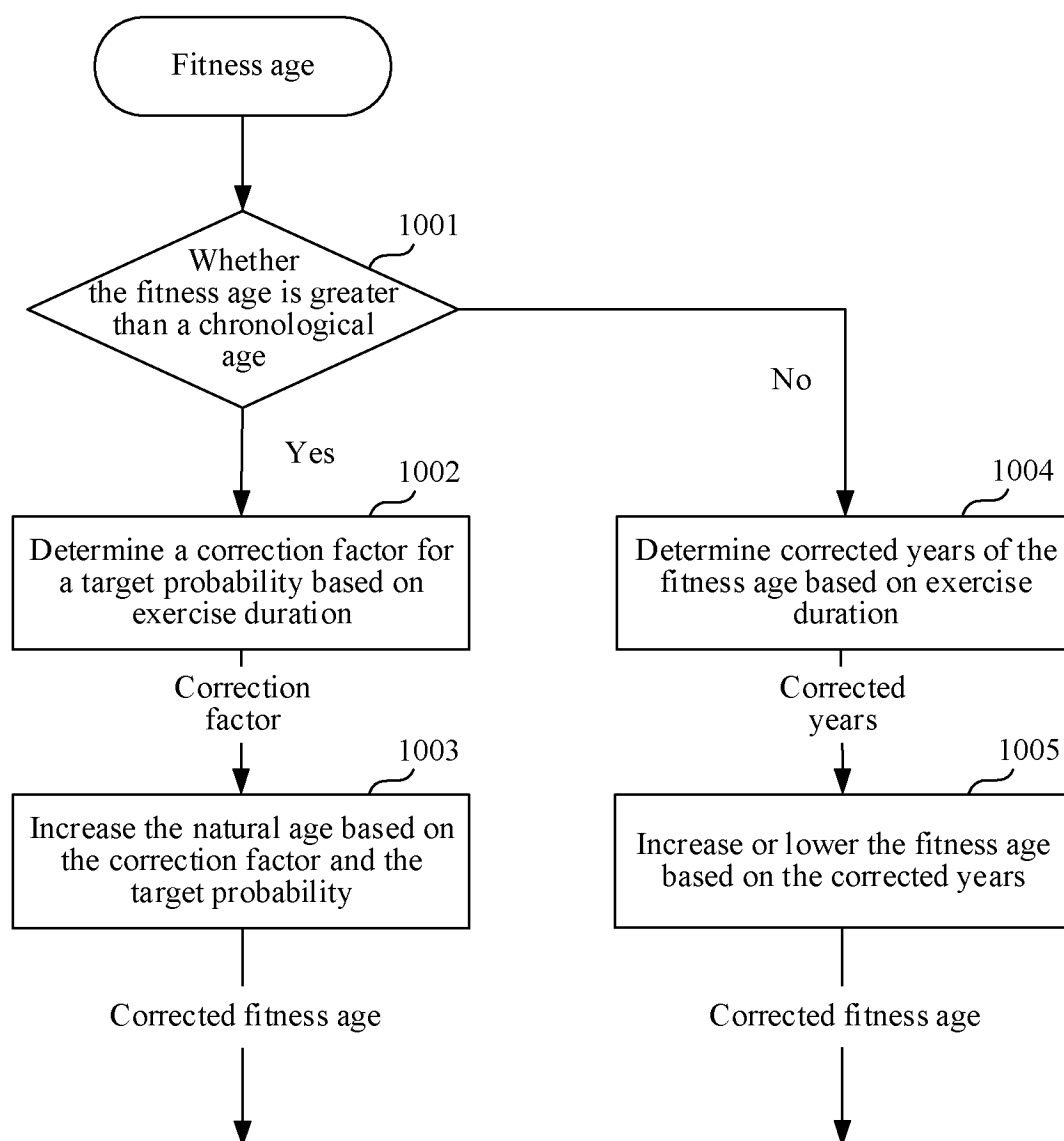 Fitness age
1001
Whether
the fitness age is greater
than a chronological
age
No
Yes
1002
Determine a correction factor for
a target probability based on
exercise duration
Correction
factor
1003
Increase the natural age based on
the correction factor and the
target probability
Corrected fitness age
1004
Determine corrected years of the
fitness age based on exercise
duration
Corrected
years
1005
Increase or lower the fitness age
based on the corrected years
Corrected fitness age